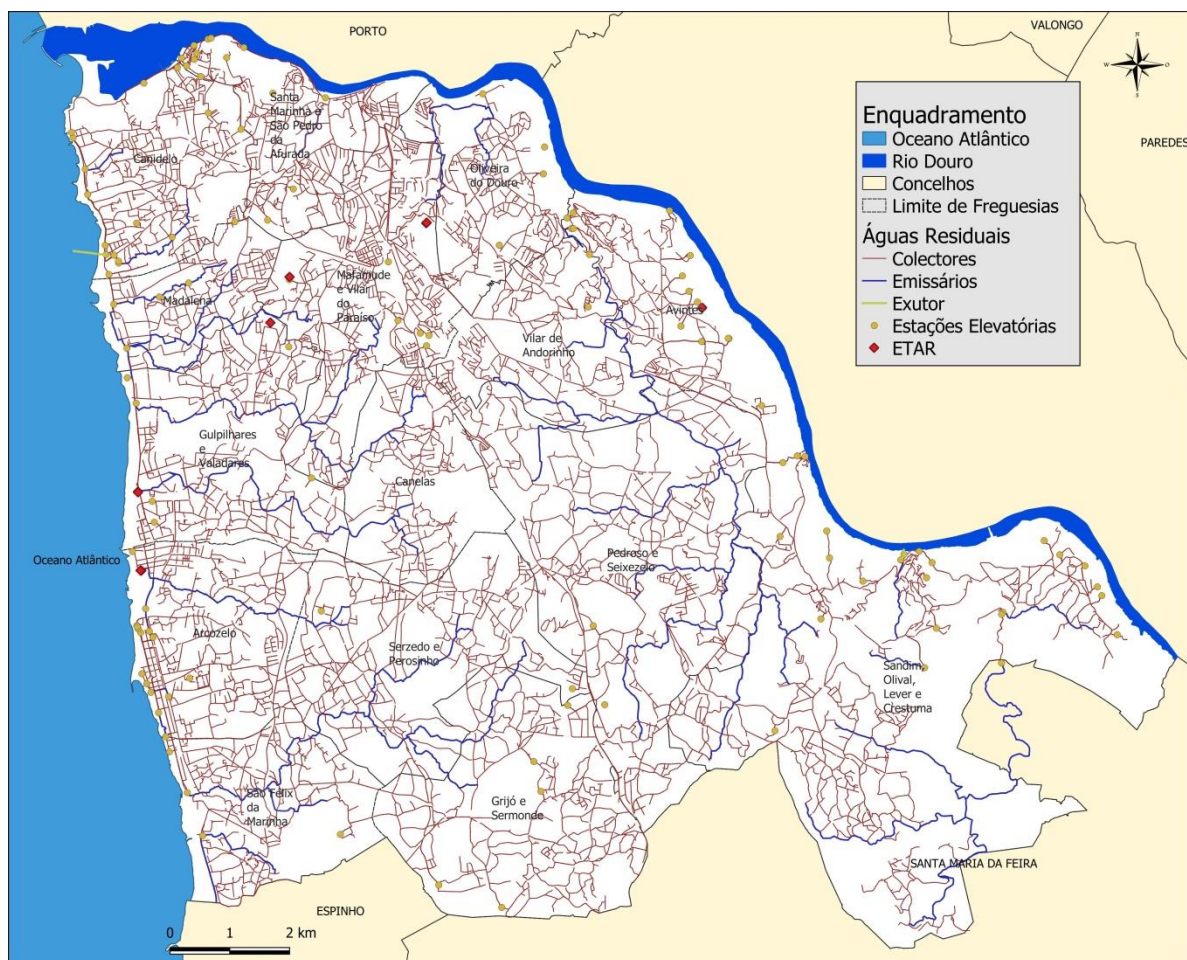 PORTO
VALONGO
N
W
O
S
PAREDES
Enquadramento
Oceano Atlântico
Rio Douro
Concelhos
Limite de Freguesias
Águas Residuais
Colectores
Emissários
Exutor
Estações Elevatórias
ETAR
Santa
Marinha e
São Pedro
da
Afurada
Canidelo
Oliveira
do Douro
Mafamude
e Vilar
do
Paraíso
Madalena
Avintes
Vilar de
Andorinho
Gulpilhares
e
Valadares
Canelas
Oceano Atlântico
Pedroso e
Seixezelo
Arcozelo
Serzedo e
Perosinho
Sandim,
Olival,
Lever e
Crestuma
São Félix
da
Marinha
Grijó e
Sermonde
SANTA MARIA DA FEIRA
ESPINHO
0 1 2 km